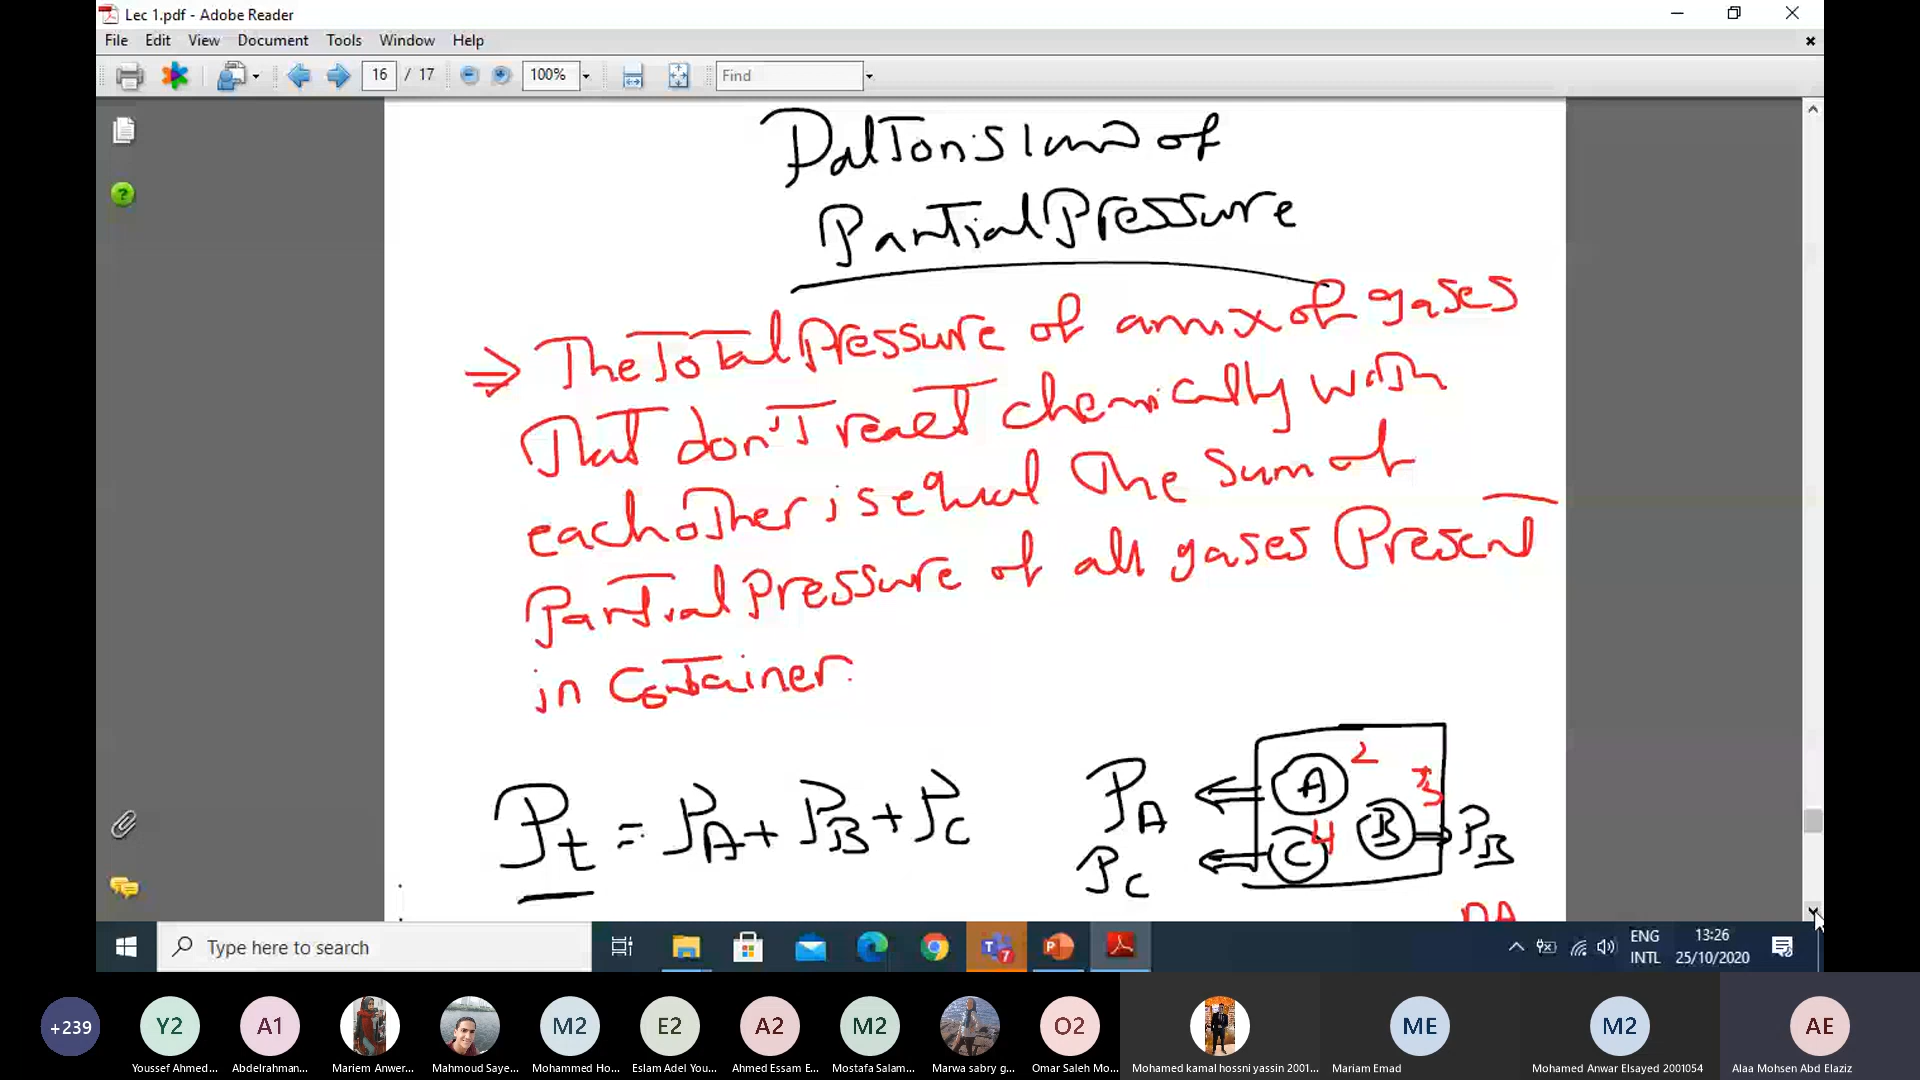 Lec 1.pdf - Adobe Reader
File Edit View Document Tools Window Help
16 / 17 100% Find
Dalton's law of
Partial Pressure
⇒ The Total Pressure of a mix of gases
That don't react chemically with
each other is equal The sum of
Partial Pressure of all gases Present
in Container.
Pt = PA + PB + PC
PA A 2 3
PC C 4 B PB
nA
Type here to search
7
ENG
INTL
13:26
25/10/2020
+239 Y2 A1 M2 E2 A2 M2 O2 ME M2 AE
Youssef Ahmed... Abdelrahman... Mariem Anwer... Mahmoud Saye... Mohammed Ho... Eslam Adel You... Ahmed Essam E... Mostafa Salam... Marwa sabry g... Omar Saleh Mo... Mohamed kamal hossni yassin 2001... Mariam Emad Mohamed Anwar Elsayed 2001054 Alaa Mohsen Abd Elaziz